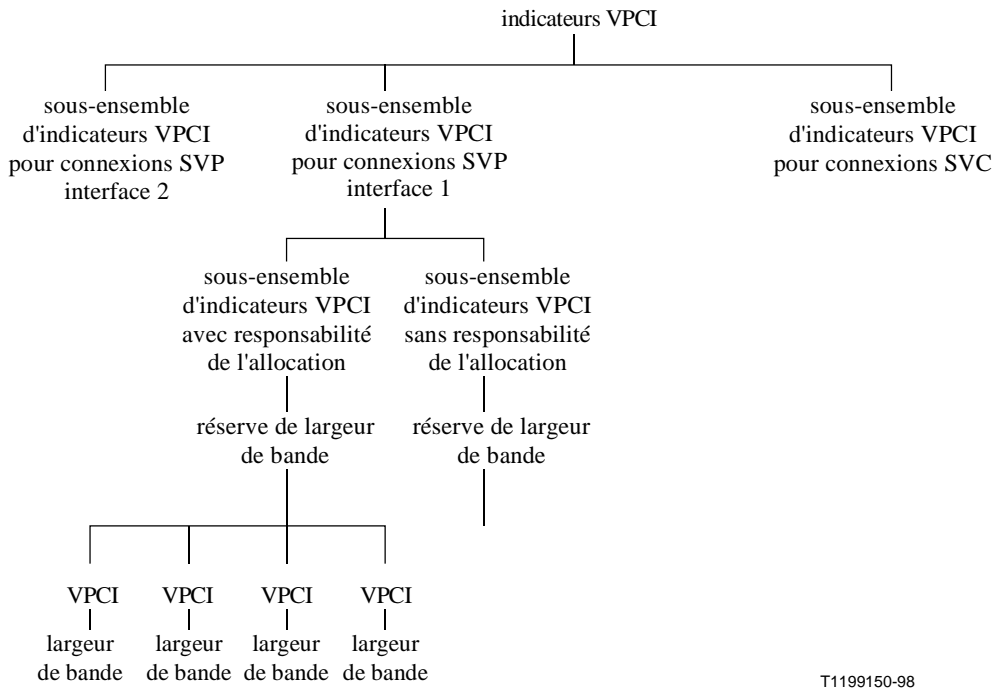 indicateurs VPCI
sous-ensemble
d'indicateurs VPCI
pour connexions SVP
interface 2
sous-ensemble
d'indicateurs VPCI
pour connexions SVP
interface 1
sous-ensemble
d'indicateurs VPCI
pour connexions SVC
sous-ensemble
d'indicateurs VPCI
avec responsabilité
de l'allocation
sous-ensemble
d'indicateurs VPCI
sans responsabilité
de l'allocation
réserve de largeur
de bande
réserve de largeur
de bande
VPCI
VPCI
VPCI
VPCI
largeur
de bande
largeur
de bande
largeur
de bande
largeur
de bande
T1199150-98